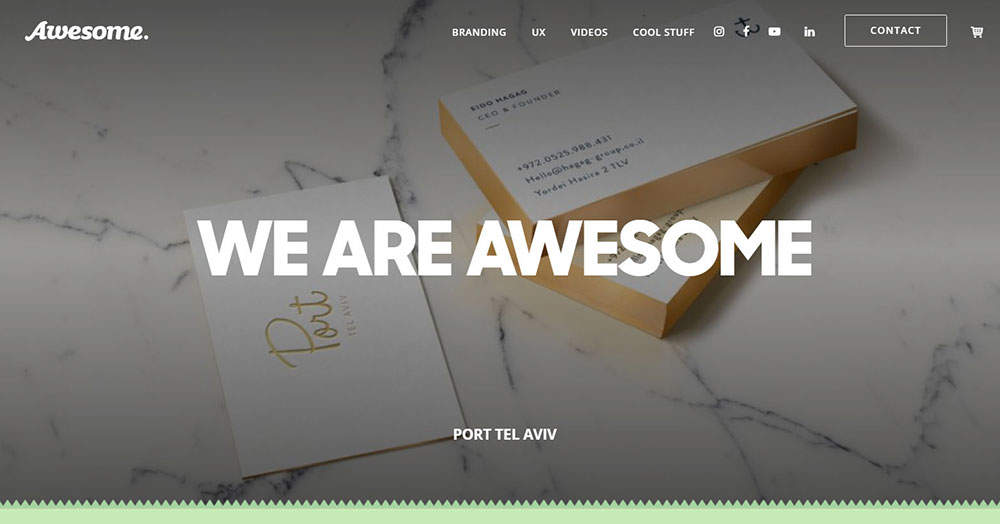 Awesome.
BRANDING UX VIDEOS COOL STUFF CONTACT
EIDO HAGAG
CEO & FOUNDER
+972.0525.988.431
Hello@hagag-group.co.il
Yordei Hasira 2 TLV
WE ARE AWESOME
Port
TEL AVIV
PORT TEL AVIV